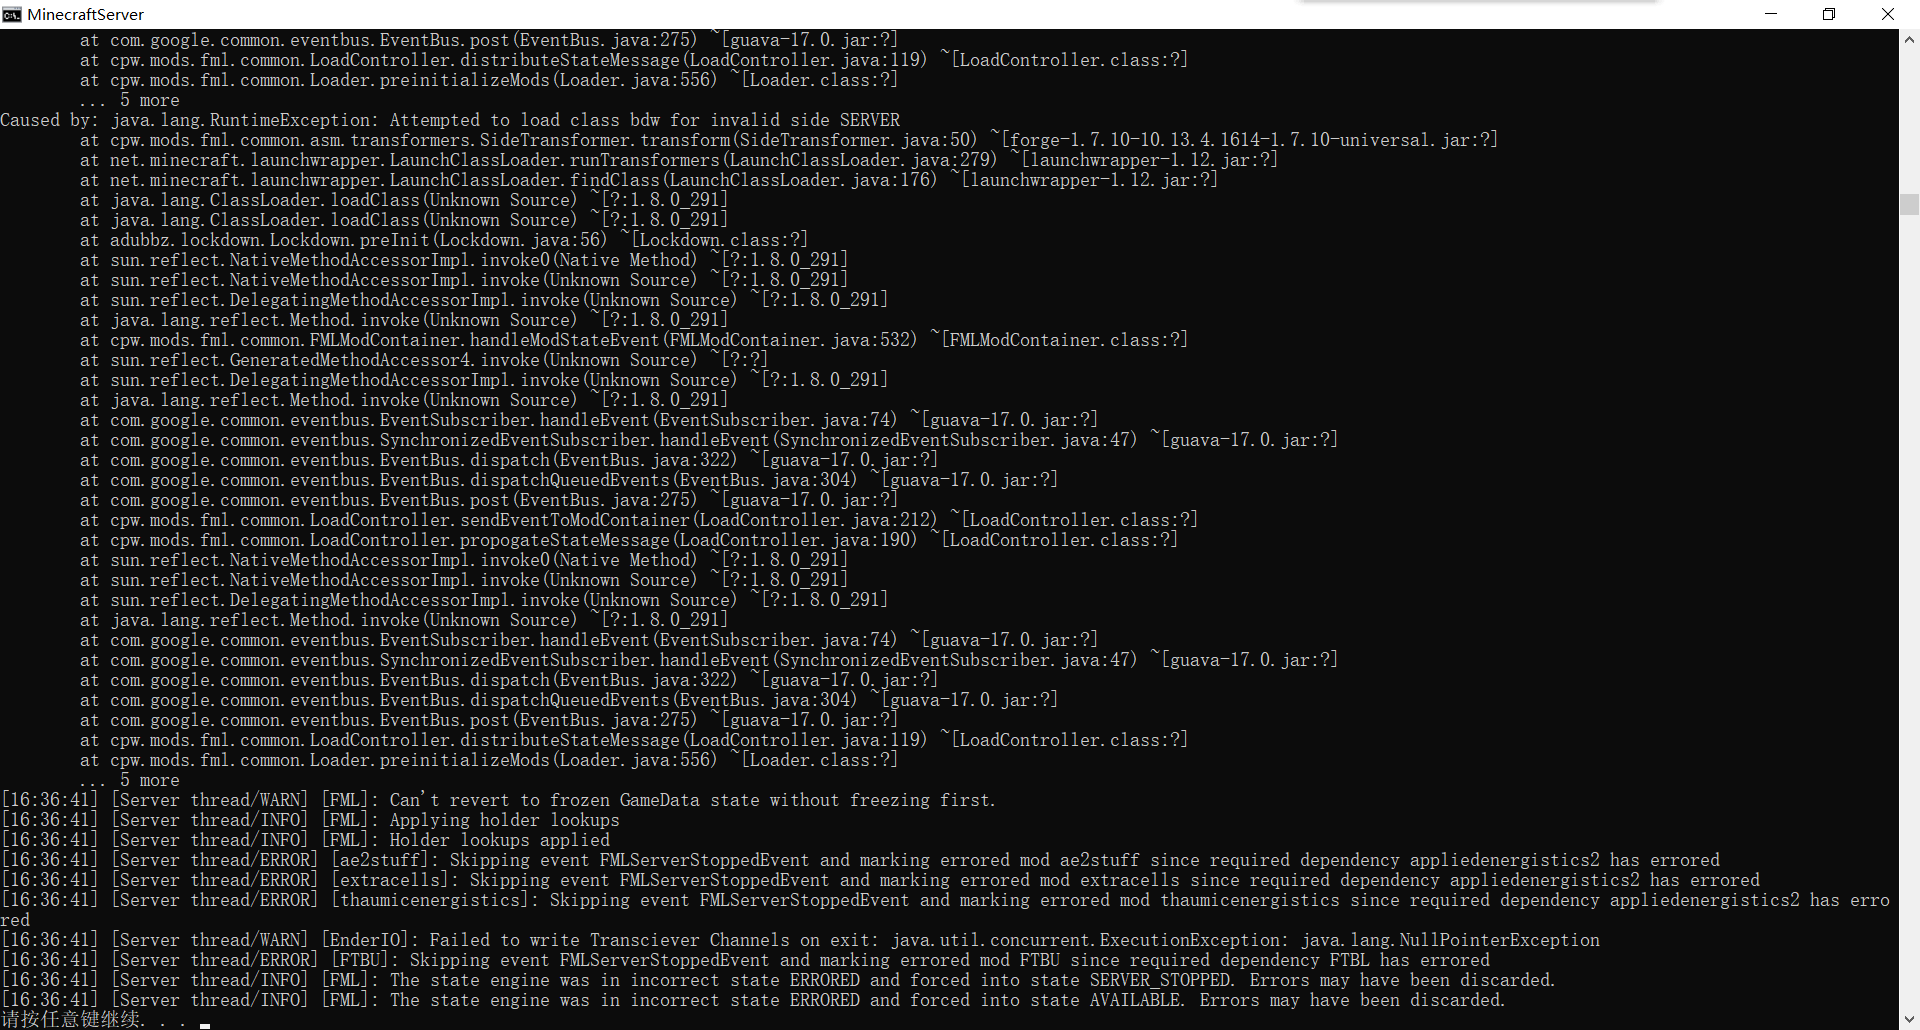 MinecraftServer
at com.google.common.eventbus.EventBus.post(EventBus.java:275) ~[guava-17.0.jar:?]
at cpw.mods.fml.common.LoadController.distributeStateMessage(LoadController.java:119) ~[LoadController.class:?]
at cpw.mods.fml.common.Loader.preinitializeMods(Loader.java:556) ~[Loader.class:?]
... 5 more
Caused by: java.lang.RuntimeException: Attempted to load class bdw for invalid side SERVER
at cpw.mods.fml.common.asm.transformers.SideTransformer.transform(SideTransformer.java:50) ~[forge-1.7.10-10.13.4.1614-1.7.10-universal.jar:?]
at net.minecraft.launchwrapper.LaunchClassLoader.runTransformers(LaunchClassLoader.java:279) ~[launchwrapper-1.12.jar:?]
at net.minecraft.launchwrapper.LaunchClassLoader.findClass(LaunchClassLoader.java:176) ~[launchwrapper-1.12.jar:?]
at java.lang.ClassLoader.loadClass(Unknown Source) ~[?:1.8.0_291]
at java.lang.ClassLoader.loadClass(Unknown Source) ~[?:1.8.0_291]
at adubbz.lockdown.Lockdown.preInit(Lockdown.java:56) ~[Lockdown.class:?]
at sun.reflect.NativeMethodAccessorImpl.invoke0(Native Method) ~[?:1.8.0_291]
at sun.reflect.NativeMethodAccessorImpl.invoke(Unknown Source) ~[?:1.8.0_291]
at sun.reflect.DelegatingMethodAccessorImpl.invoke(Unknown Source) ~[?:1.8.0_291]
at java.lang.reflect.Method.invoke(Unknown Source) ~[?:1.8.0_291]
at cpw.mods.fml.common.FMLModContainer.handleModStateEvent(FMLModContainer.java:532) ~[FMLModContainer.class:?]
at sun.reflect.GeneratedMethodAccessor4.invoke(Unknown Source) ~[?:?]
at sun.reflect.DelegatingMethodAccessorImpl.invoke(Unknown Source) ~[?:1.8.0_291]
at java.lang.reflect.Method.invoke(Unknown Source) ~[?:1.8.0_291]
at com.google.common.eventbus.EventSubscriber.handleEvent(EventSubscriber.java:74) ~[guava-17.0.jar:?]
at com.google.common.eventbus.SynchronizedEventSubscriber.handleEvent(SynchronizedEventSubscriber.java:47) ~[guava-17.0.jar:?]
at com.google.common.eventbus.EventBus.dispatch(EventBus.java:322) ~[guava-17.0.jar:?]
at com.google.common.eventbus.EventBus.dispatchQueuedEvents(EventBus.java:304) ~[guava-17.0.jar:?]
at com.google.common.eventbus.EventBus.post(EventBus.java:275) ~[guava-17.0.jar:?]
at cpw.mods.fml.common.LoadController.sendEventToModContainer(LoadController.java:212) ~[LoadController.class:?]
at cpw.mods.fml.common.LoadController.propogateStateMessage(LoadController.java:190) ~[LoadController.class:?]
at sun.reflect.NativeMethodAccessorImpl.invoke0(Native Method) ~[?:1.8.0_291]
at sun.reflect.NativeMethodAccessorImpl.invoke(Unknown Source) ~[?:1.8.0_291]
at sun.reflect.DelegatingMethodAccessorImpl.invoke(Unknown Source) ~[?:1.8.0_291]
at java.lang.reflect.Method.invoke(Unknown Source) ~[?:1.8.0_291]
at com.google.common.eventbus.EventSubscriber.handleEvent(EventSubscriber.java:74) ~[guava-17.0.jar:?]
at com.google.common.eventbus.SynchronizedEventSubscriber.handleEvent(SynchronizedEventSubscriber.java:47) ~[guava-17.0.jar:?]
at com.google.common.eventbus.EventBus.dispatch(EventBus.java:322) ~[guava-17.0.jar:?]
at com.google.common.eventbus.EventBus.dispatchQueuedEvents(EventBus.java:304) ~[guava-17.0.jar:?]
at com.google.common.eventbus.EventBus.post(EventBus.java:275) ~[guava-17.0.jar:?]
at cpw.mods.fml.common.LoadController.distributeStateMessage(LoadController.java:119) ~[LoadController.class:?]
at cpw.mods.fml.common.Loader.preinitializeMods(Loader.java:556) ~[Loader.class:?]
... 5 more
[16:36:41] [Server thread/WARN] [FML]: Can't revert to frozen GameData state without freezing first.
[16:36:41] [Server thread/INFO] [FML]: Applying holder lookups
[16:36:41] [Server thread/INFO] [FML]: Holder lookups applied
[16:36:41] [Server thread/ERROR] [ae2stuff]: Skipping event FMLServerStoppedEvent and marking errored mod ae2stuff since required dependency appliedenergistics2 has errored
[16:36:41] [Server thread/ERROR] [extracells]: Skipping event FMLServerStoppedEvent and marking errored mod extracells since required dependency appliedenergistics2 has errored
[16:36:41] [Server thread/ERROR] [thaumicenergistics]: Skipping event FMLServerStoppedEvent and marking errored mod thaumicenergistics since required dependency appliedenergistics2 has erro
red
[16:36:41] [Server thread/WARN] [EnderIO]: Failed to write Transciever Channels on exit: java.util.concurrent.ExecutionException: java.lang.NullPointerException
[16:36:41] [Server thread/ERROR] [FTBU]: Skipping event FMLServerStoppedEvent and marking errored mod FTBU since required dependency FTBL has errored
[16:36:41] [Server thread/INFO] [FML]: The state engine was in incorrect state ERRORED and forced into state SERVER_STOPPED. Errors may have been discarded.
[16:36:41] [Server thread/INFO] [FML]: The state engine was in incorrect state ERRORED and forced into state AVAILABLE. Errors may have been discarded.
请按任意键继续. . .